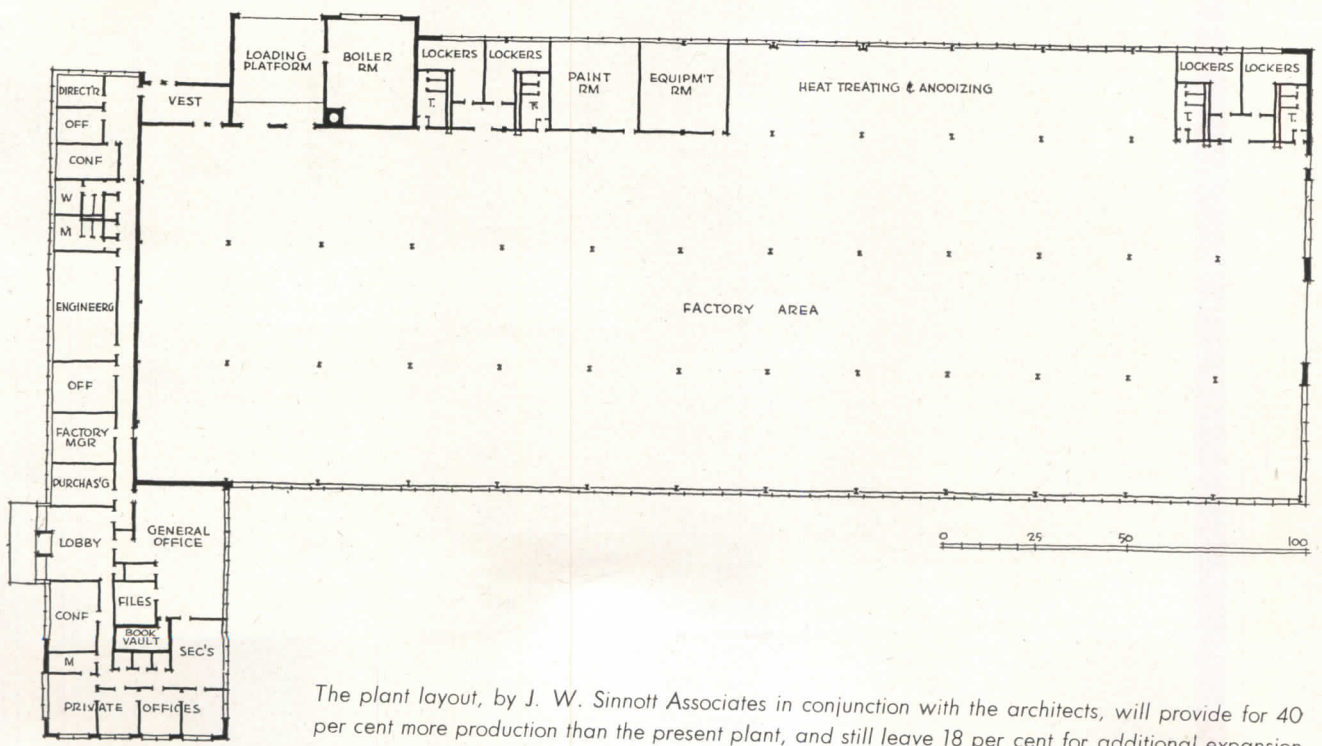 LOADING
PLATFORM
BOILER
RM
LOCKERS
LOCKERS
T.
PAINT
RM
EQUIPM'T
RM
HEAT TREATING & ANODIZING
LOCKERS
LOCKERS
T.
T.
DIRECT'R
VEST
OFF
CONF
W
M
ENGINEERG
FACTORY AREA
OFF
FACTORY
MGR
PURCHAS'G
LOBBY
GENERAL
OFFICE
0 25 50 100
CONF
FILES
BOOK
VAULT
SEC'S
M
PRIVATE OFFICES
The plant layout, by J. W. Sinnott Associates in conjunction with the architects, will provide for 40
per cent more production than the present plant, and still leave 18 per cent for additional expansion